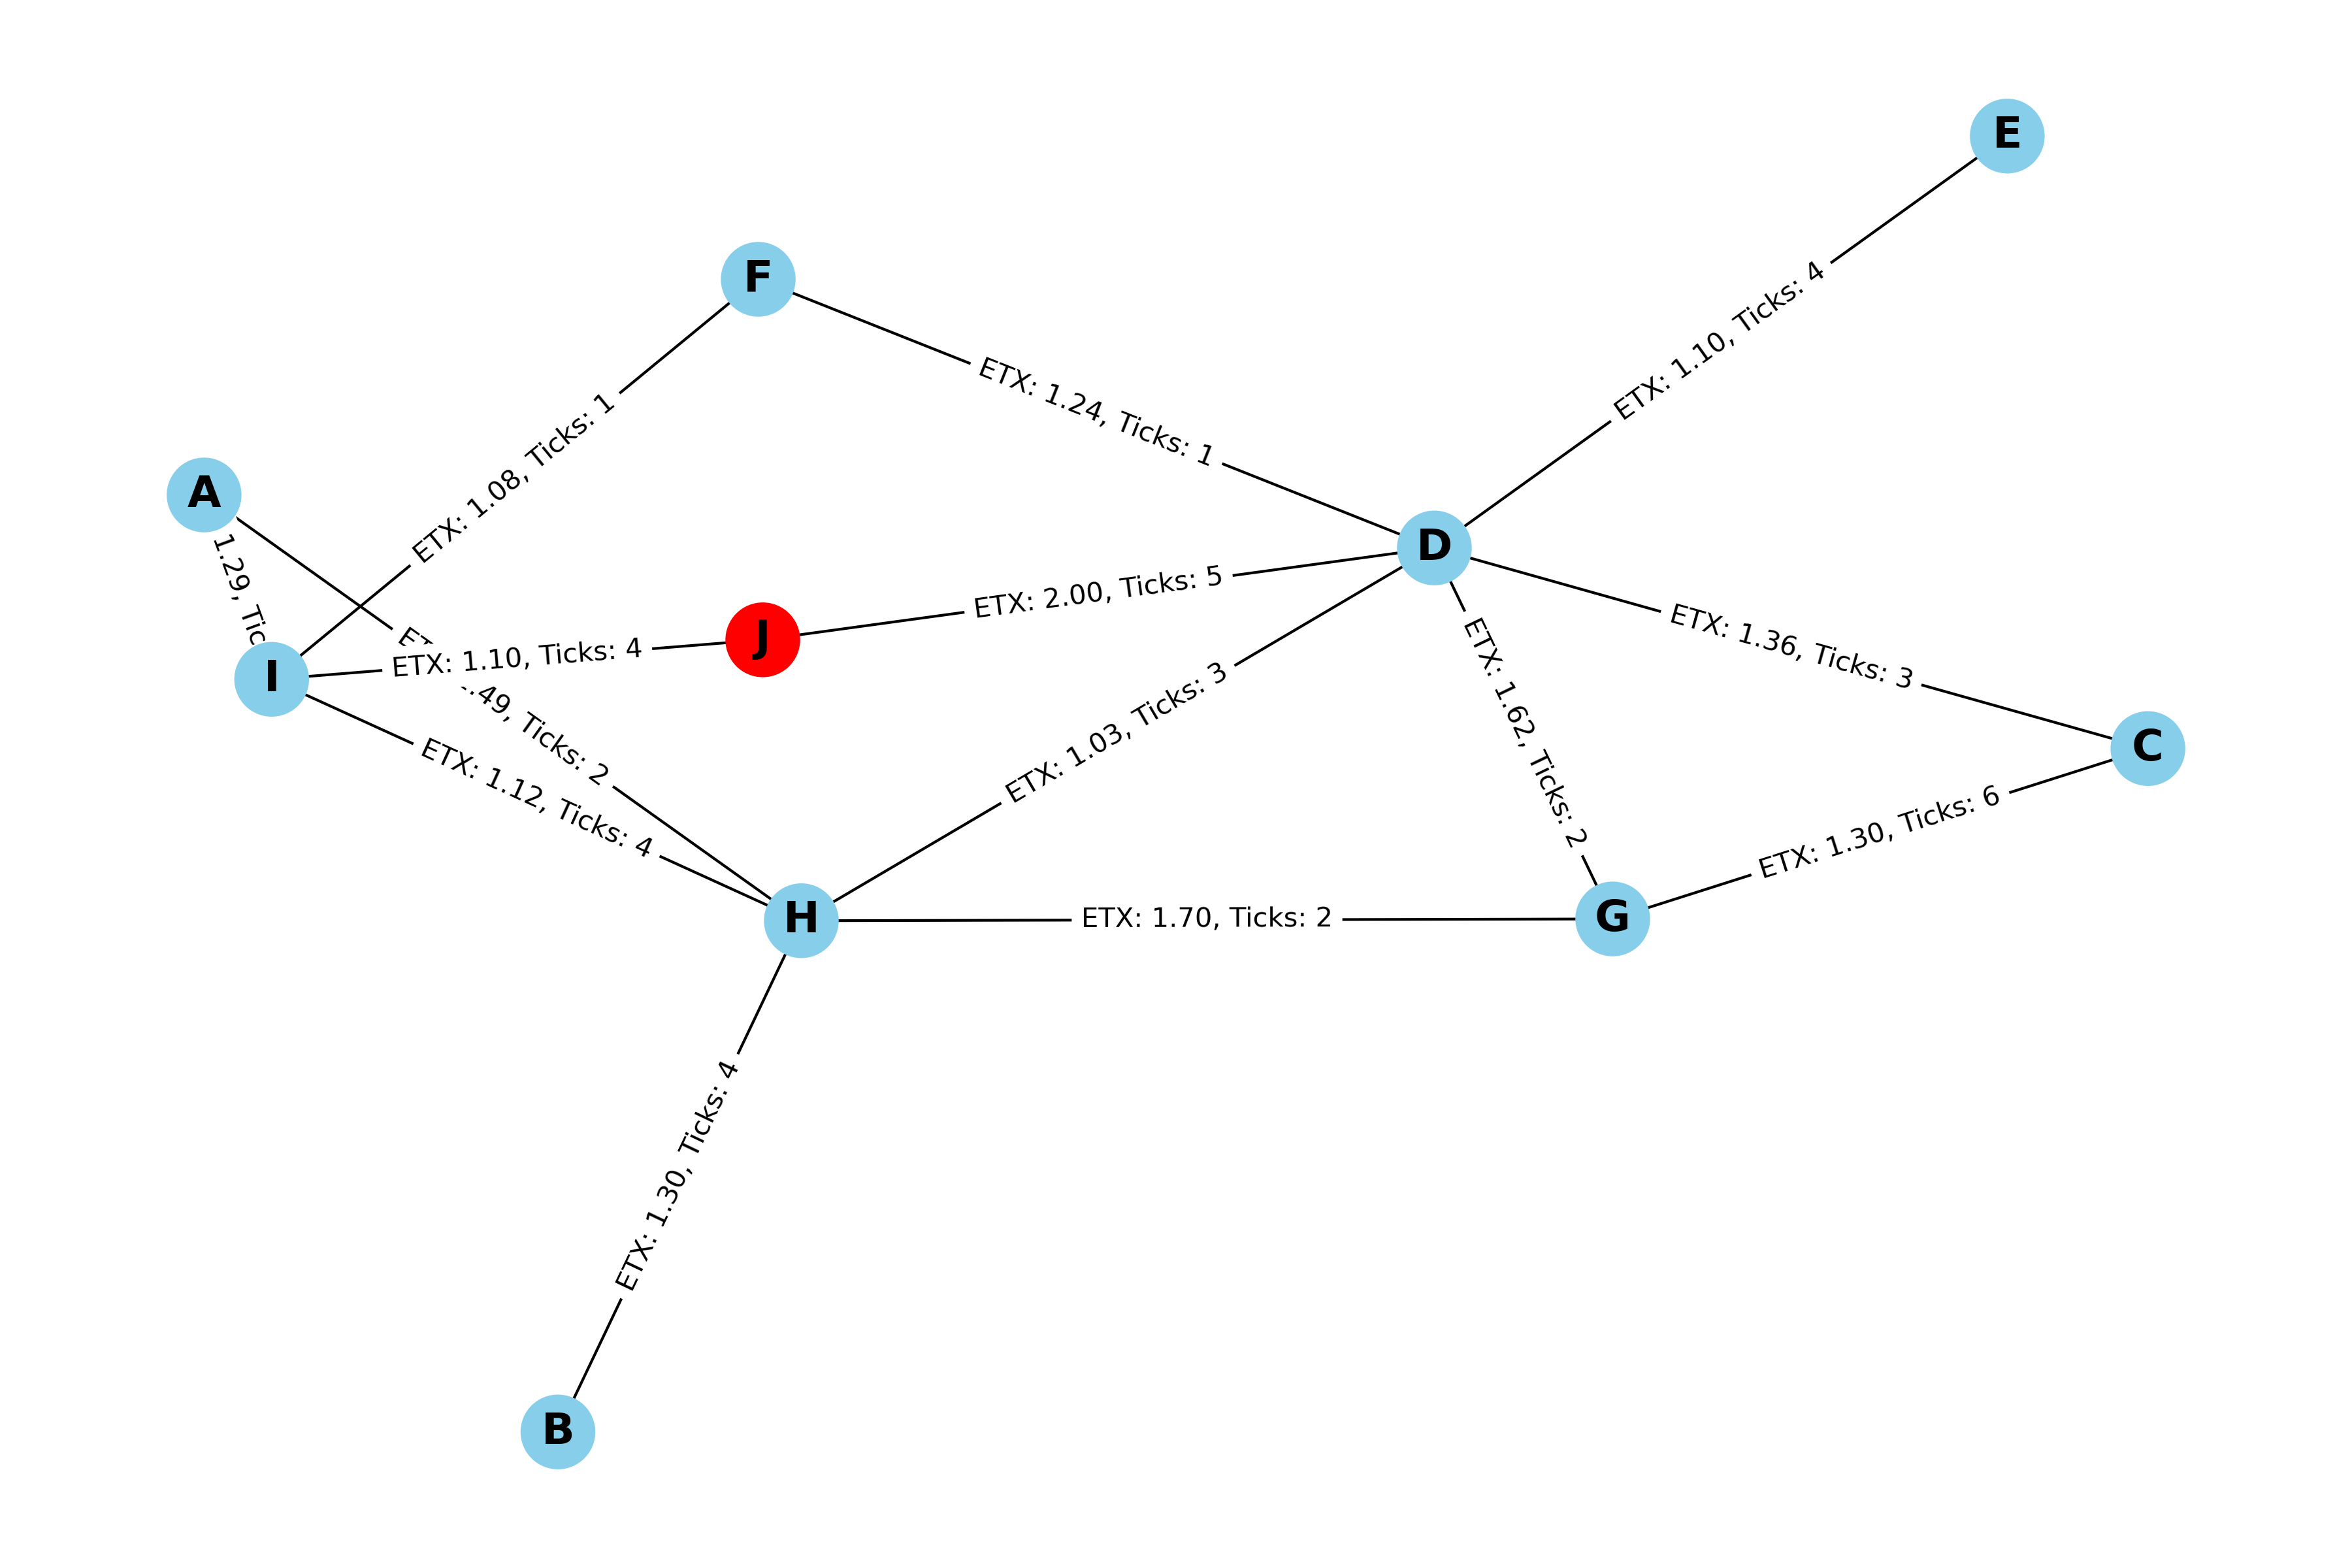 E
F
ETX: 1.10, Ticks: 4
ETX: 1.24, Ticks: 1
ETX: 1.08, Ticks: 1
A
D
1.29,
ETX: 2.00, Ticks: 5
J
ETX: 1.10, Ticks: 4
I
ETX: 1.36, Ticks: 3
ETX: 1.62, Ticks: 2
ETX: 1.03, Ticks: 3
Ticks: 2
C
ETX: 1.12, Ticks: 4
ETX: 1.30, Ticks: 6
H
ETX: 1.70, Ticks: 2
G
ETX: 1.30, Ticks: 4
B